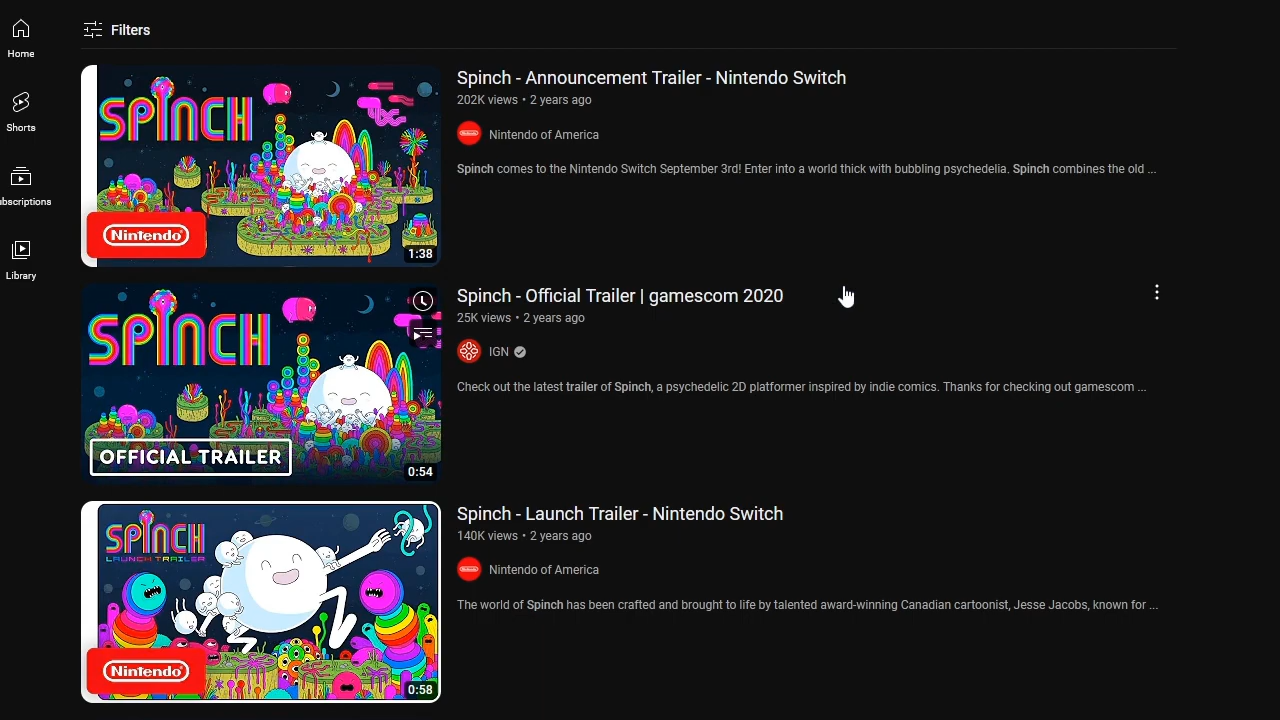 Filters
Home
Shorts
ubscriptions
Library
SPINCH
Nintendo
1:38
Spinch - Announcement Trailer - Nintendo Switch
202K views • 2 years ago
Nintendo of America
Spinch comes to the Nintendo Switch September 3rd! Enter into a world thick with bubbling psychedelia. Spinch combines the old ...
SPINCH
OFFICIAL TRAILER
0:54
Spinch - Official Trailer | gamescom 2020
25K views • 2 years ago
IGN
Check out the latest trailer of Spinch, a psychedelic 2D platformer inspired by indie comics. Thanks for checking out gamescom ...
SPINCH
LAUNCH TRAILER
Nintendo
0:58
Spinch - Launch Trailer - Nintendo Switch
140K views • 2 years ago
Nintendo of America
The world of Spinch has been crafted and brought to life by talented award-winning Canadian cartoonist, Jesse Jacobs, known for ...